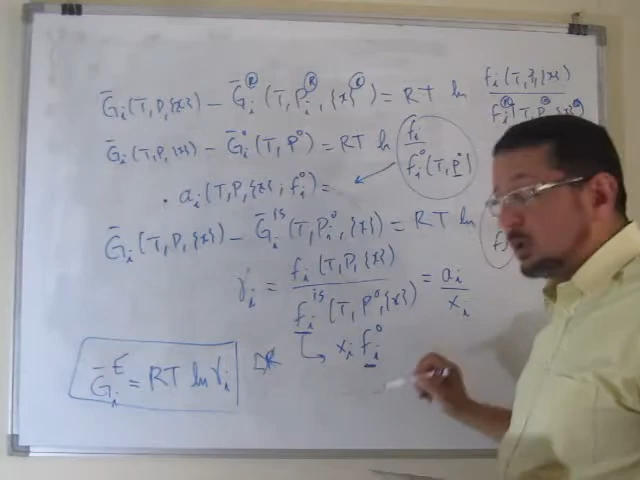 Ḡᵢ(T,P,{x}) − Ḡᵢ^Ⓡ(T,Pᵢ^Ⓡ,{x}^Ⓡ) = RT ln fᵢ(T,P,{x}) / fᵢ^Ⓡ(T,P^Ⓡ,{x}^Ⓡ)
Ḡᵢ(T,P,{x}) − Ḡᵢ°(T,P°) = RT ln fᵢ / fᵢ°(T,P°)
· aᵢ(T,P,{x}; fᵢ°) =
Ḡᵢ(T,P,{x}) − Ḡᵢ^is(T,Pᵢ°,{x}) = RT ln
γᵢ = fᵢ(T,P,{x}) / fᵢ^is(T,P°,{x}) = aᵢ / xᵢ
xᵢ fᵢ°
Ḡᵢ^E = RT ln γᵢ